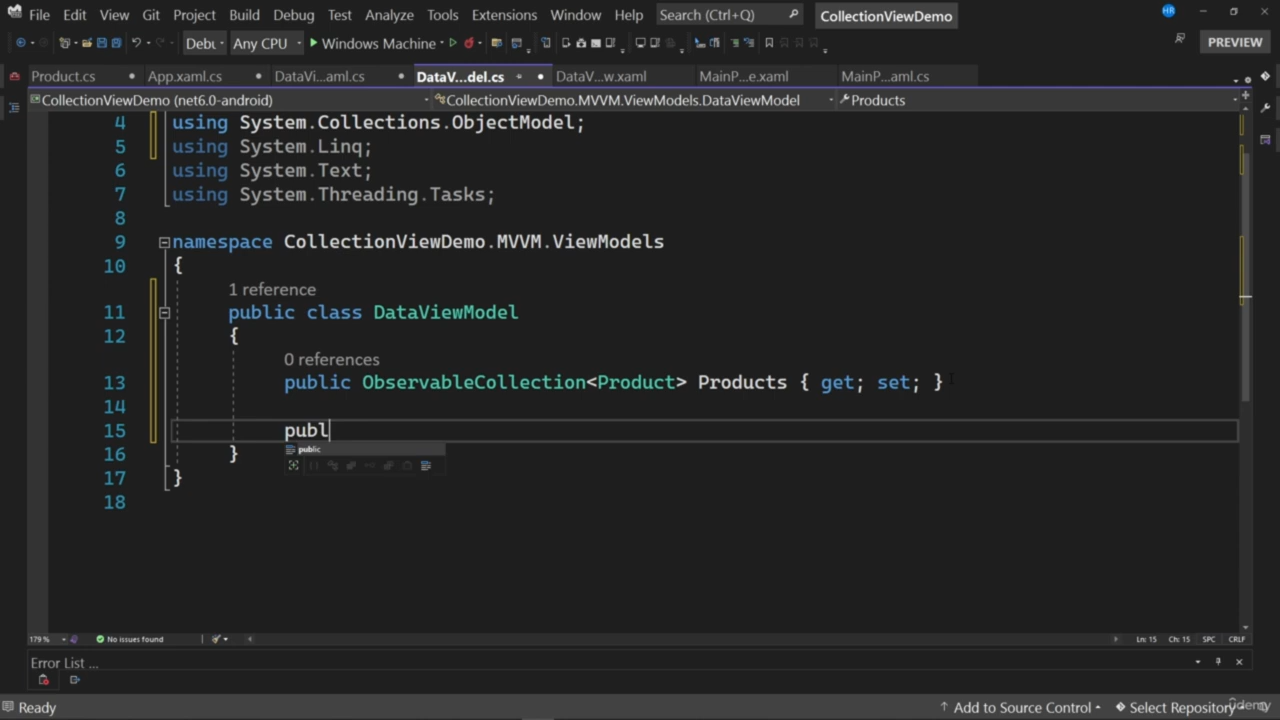 File Edit View Git Project Build Debug Test Analyze Tools Extensions Window Help Search (Ctrl+Q) CollectionViewDemo HR
Debu Any CPU Windows Machine PREVIEW
Product.cs App.xaml.cs DataVi...aml.cs DataV...del.cs DataV...w.xaml MainP...e.xaml MainP...aml.cs
CollectionViewDemo (net6.0-android) CollectionViewDemo.MVVM.ViewModels.DataViewModel Products
4 using System.Collections.ObjectModel;
5 using System.Linq;
6 using System.Text;
7 using System.Threading.Tasks;
8
9 namespace CollectionViewDemo.MVVM.ViewModels
10 {
1 reference
11 public class DataViewModel
12 {
0 references
13 public ObservableCollection<Product> Products { get; set; }
14
15 publ
public
16 }
17 }
18
179 % No issues found Ln: 15 Ch: 15 SPC CRLF
Error List ...
Ready Add to Source Control Select Repository
Udemy